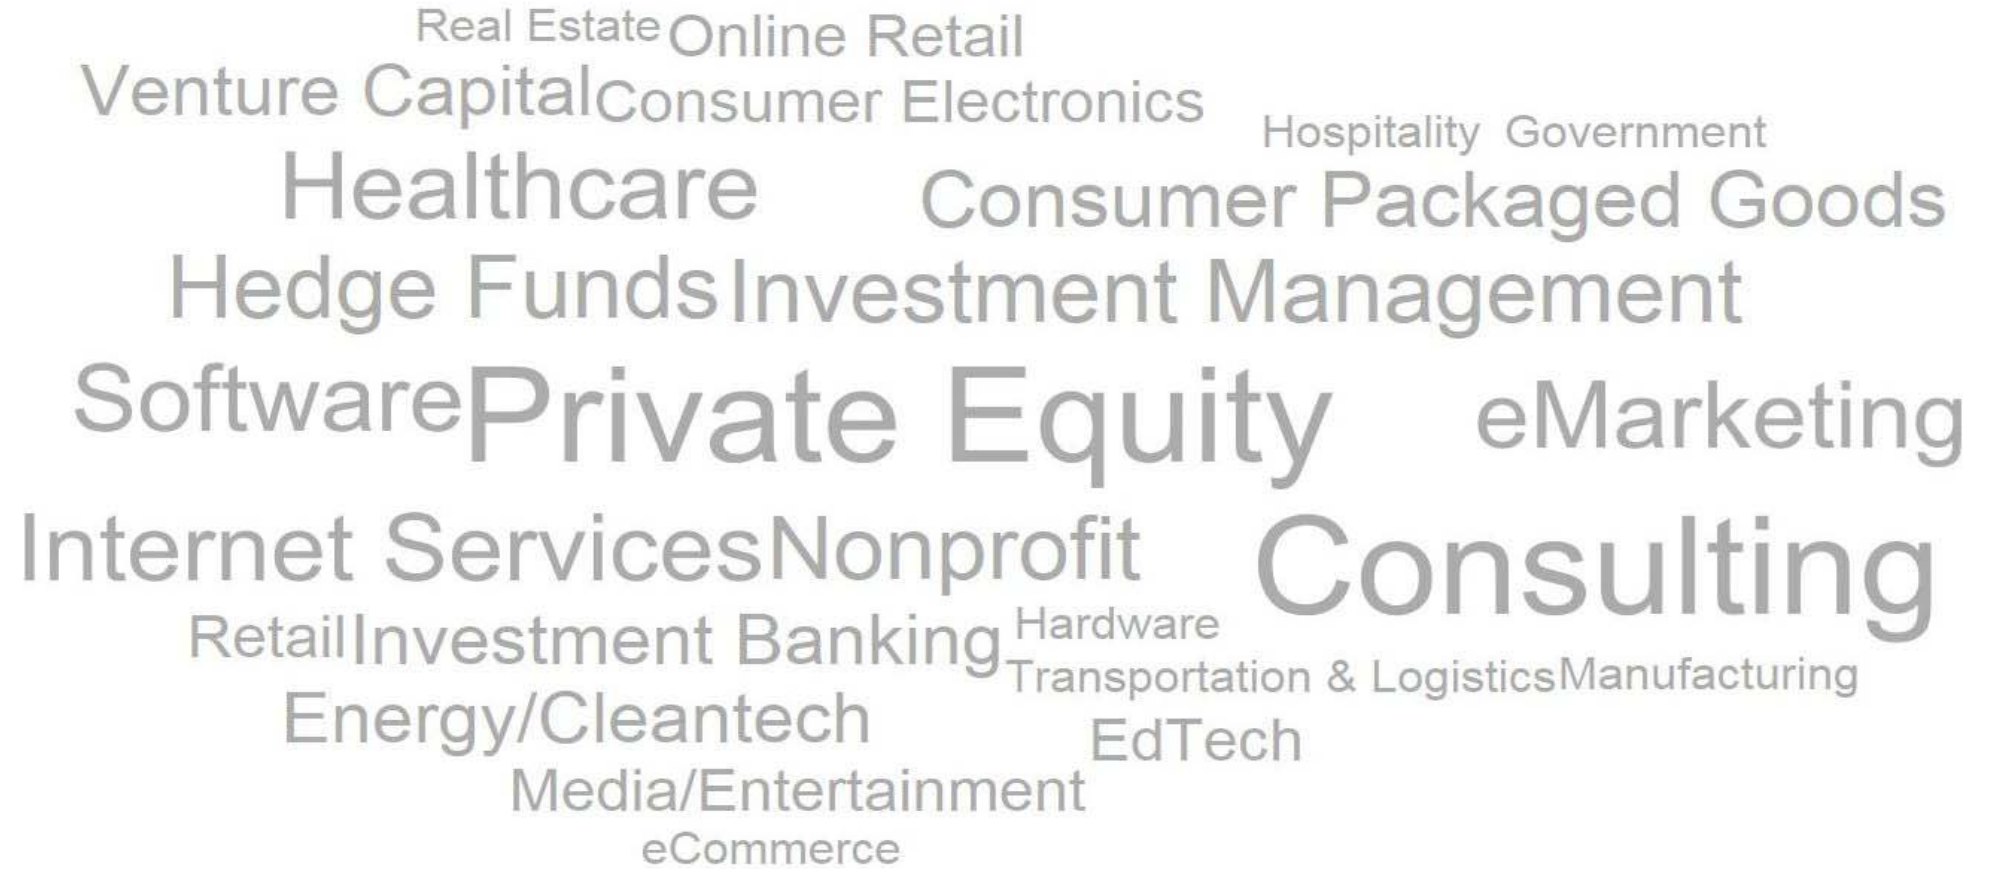 Real Estate Online Retail
Venture Capital Consumer Electronics
Hospitality Government
Healthcare Consumer Packaged Goods
Hedge Funds Investment Management
Software Private Equity eMarketing
Internet Services Nonprofit Consulting
Retail Investment Banking Hardware
Transportation & Logistics Manufacturing
Energy/Cleantech EdTech
Media/Entertainment
eCommerce